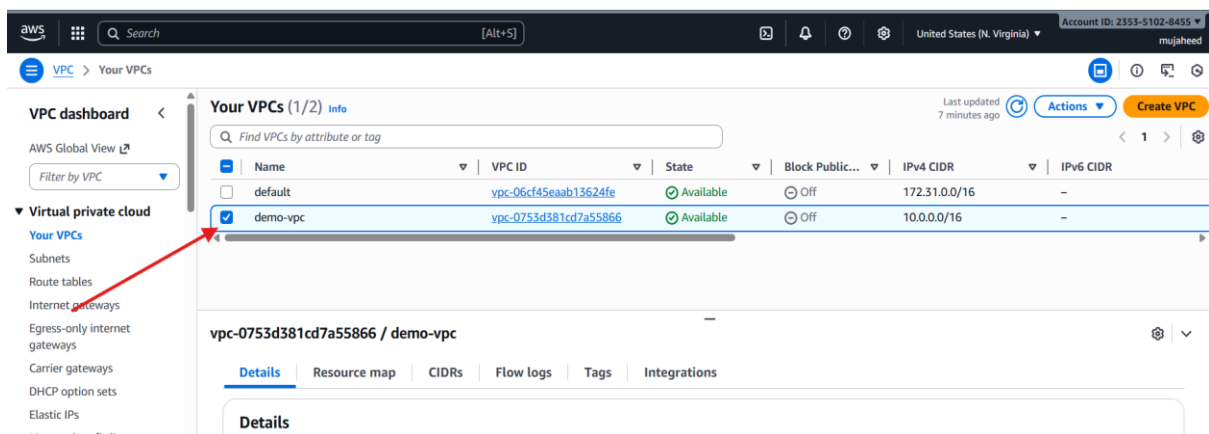 aws
Search [Alt+S] United States (N. Virginia) Account ID: 2353-5102-8455
mujaheed
VPC > Your VPCs
VPC dashboard
AWS Global View
Filter by VPC
Virtual private cloud
Your VPCs
Subnets
Route tables
Internet gateways
Egress-only internet
gateways
Carrier gateways
DHCP option sets
Elastic IPs
Your VPCs (1/2) Info
Last updated
7 minutes ago
Actions
Create VPC
Find VPCs by attribute or tag
1
Name VPC ID State Block Public... IPv4 CIDR IPv6 CIDR
default vpc-06cf45eaab13624fe Available Off 172.31.0.0/16 –
demo-vpc vpc-0753d381cd7a55866 Available Off 10.0.0.0/16 –
vpc-0753d381cd7a55866 / demo-vpc
Details Resource map CIDRs Flow logs Tags Integrations
Details